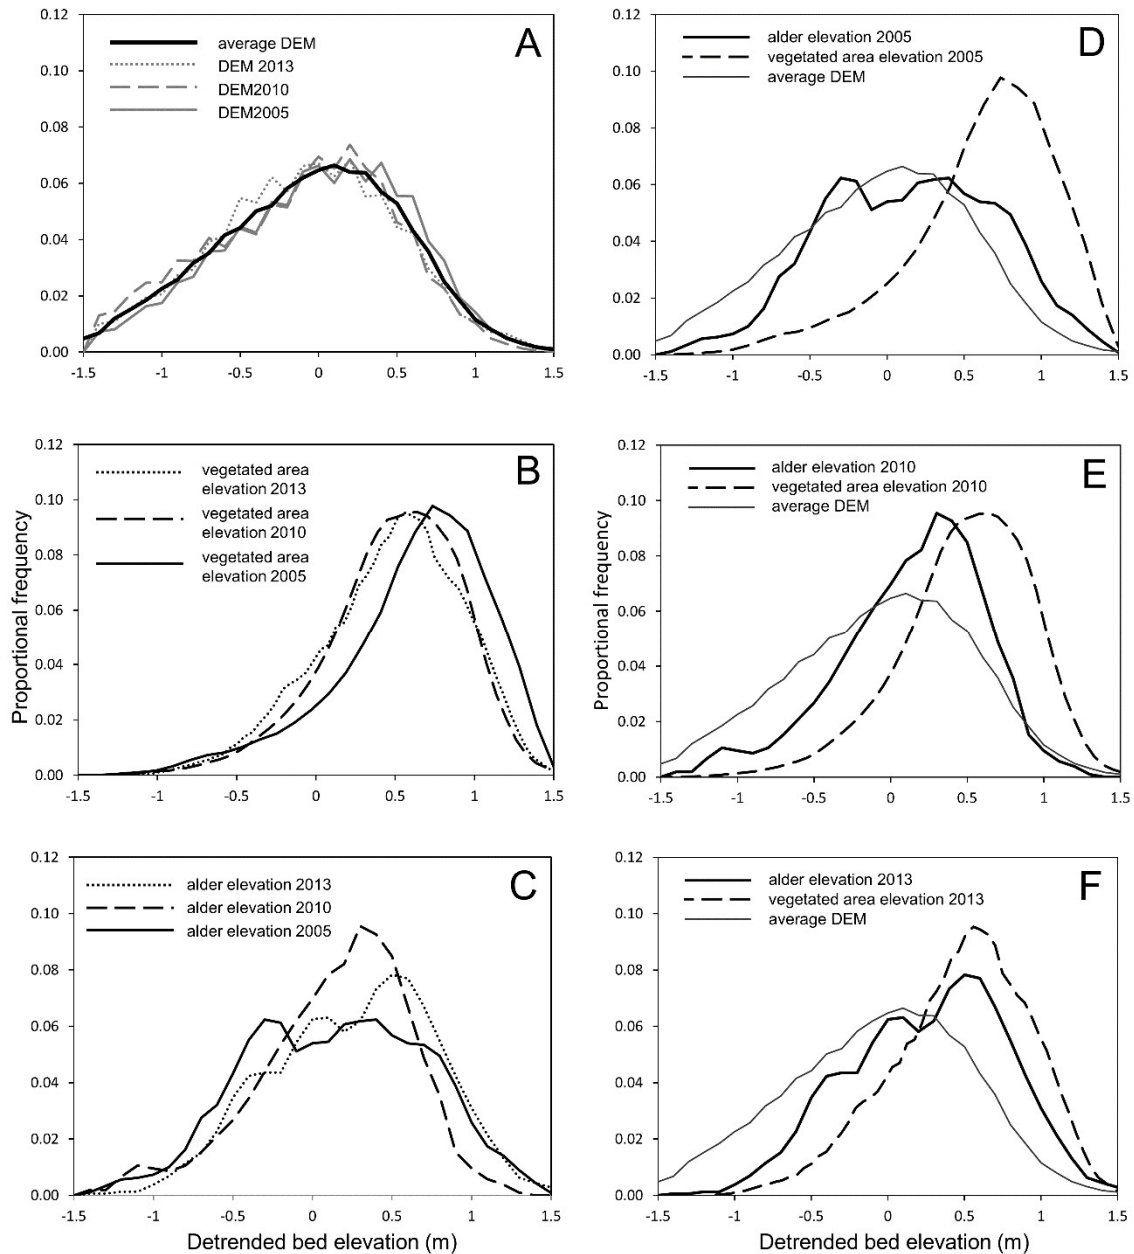 0.12
0.10
0.08
0.06
0.04
0.02
0.00
average DEM
DEM 2013
DEM2010
DEM2005
A
-1.5
-1
-0.5
0
0.5
1
1.5
0.12
0.10
0.08
0.06
0.04
0.02
0.00
alder elevation 2005
vegetated area elevation 2005
average DEM
D
-1.5
-1
-0.5
0
0.5
1
1.5
Proportional frequency
0.12
0.10
0.08
0.06
0.04
0.02
0.00
vegetated area
elevation 2013
vegetated area
elevation 2010
vegetated area
elevation 2005
B
-1.5
-1
-0.5
0
0.5
1
1.5
Proportional frequency
0.12
0.10
0.08
0.06
0.04
0.02
0.00
alder elevation 2010
vegetated area elevation 2010
average DEM
E
-1.5
-1
-0.5
0
0.5
1
1.5
0.12
0.10
0.08
0.06
0.04
0.02
0.00
alder elevation 2013
alder elevation 2010
alder elevation 2005
C
-1.5
-1
-0.5
0
0.5
1
1.5
Detrended bed elevation (m)
0.12
0.10
0.08
0.06
0.04
0.02
0.00
alder elevation 2013
vegetated area elevation 2013
average DEM
F
-1.5
-1
-0.5
0
0.5
1
1.5
Detrended bed elevation (m)